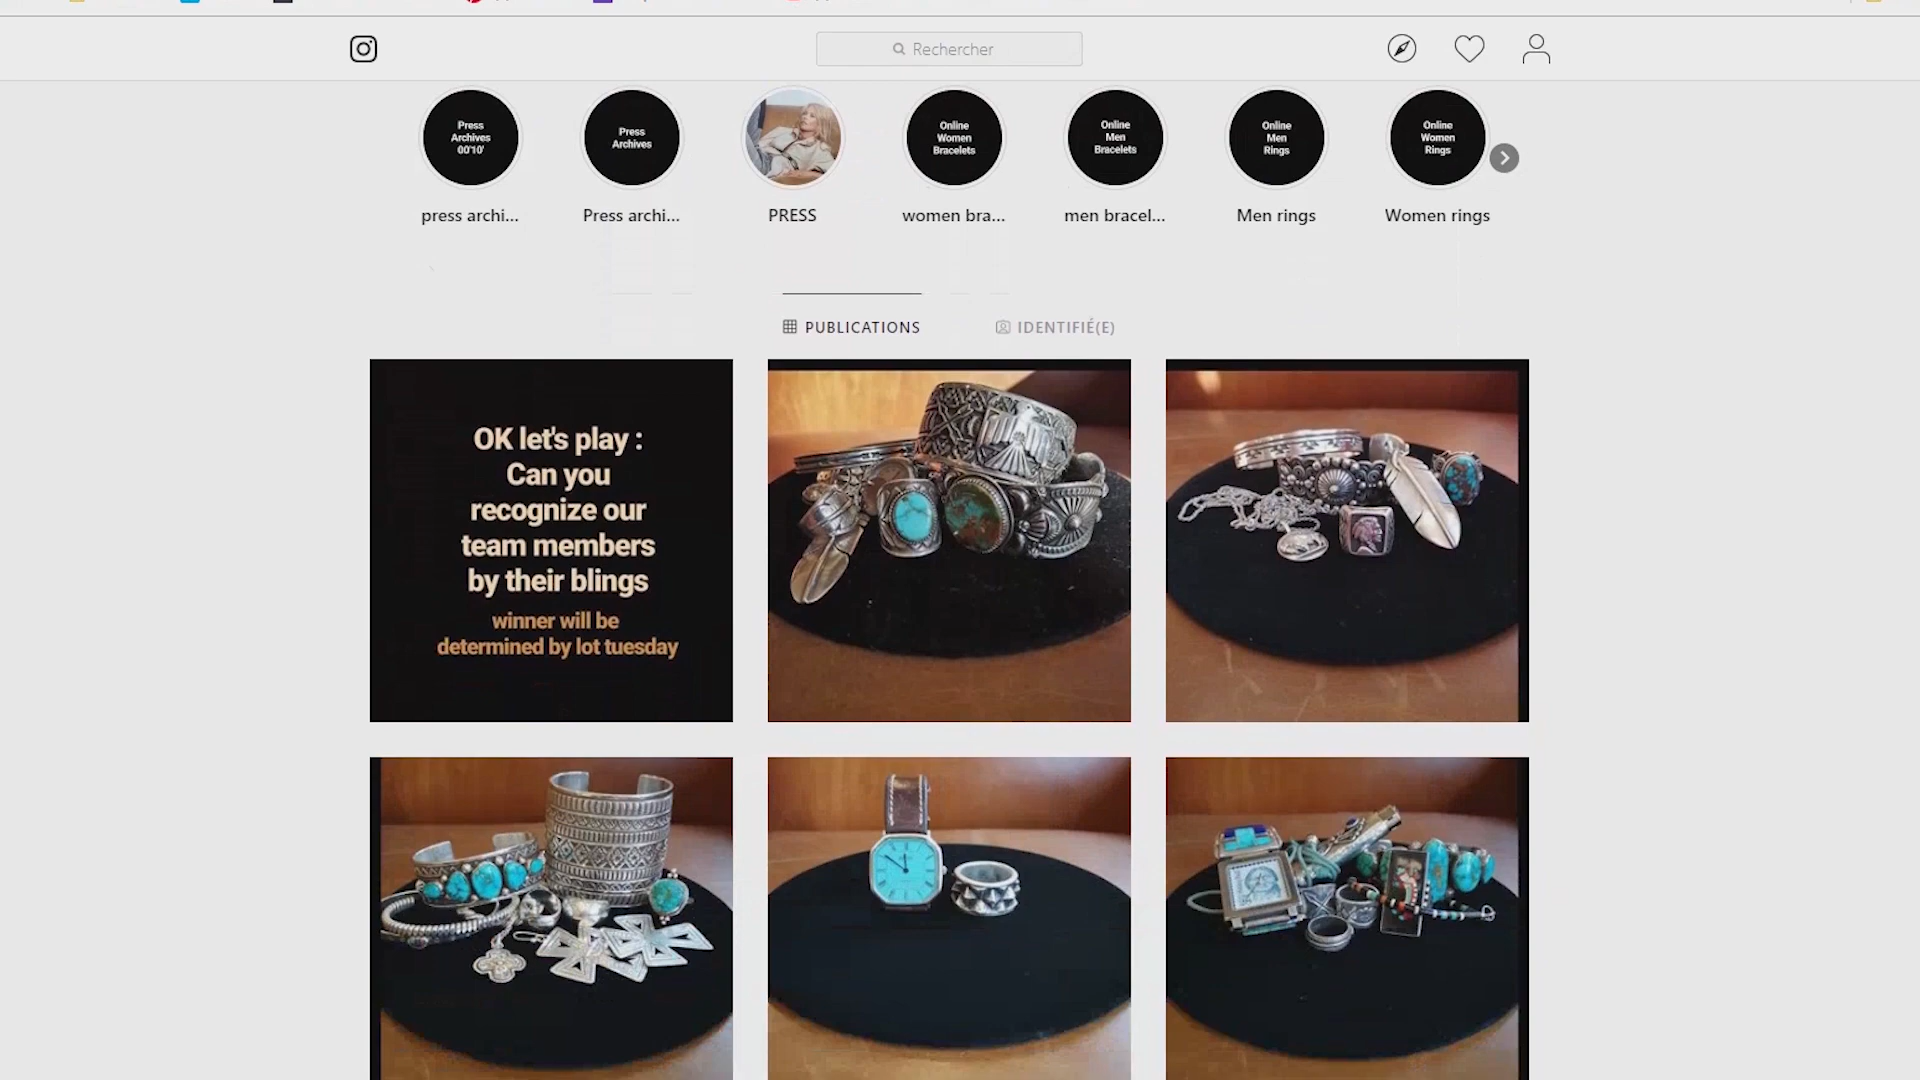 Rechercher
Press
Archives
00'10'
Press
Archives
Online
Women
Bracelets
Online
Men
Bracelets
Online
Men
Rings
Online
Women
Rings
press archi...
Press archi...
PRESS
women bra...
men bracel...
Men rings
Women rings
PUBLICATIONS
IDENTIFIÉ(E)
OK let's play :
Can you
recognize our
team members
by their blings
winner will be
determined by lot tuesday